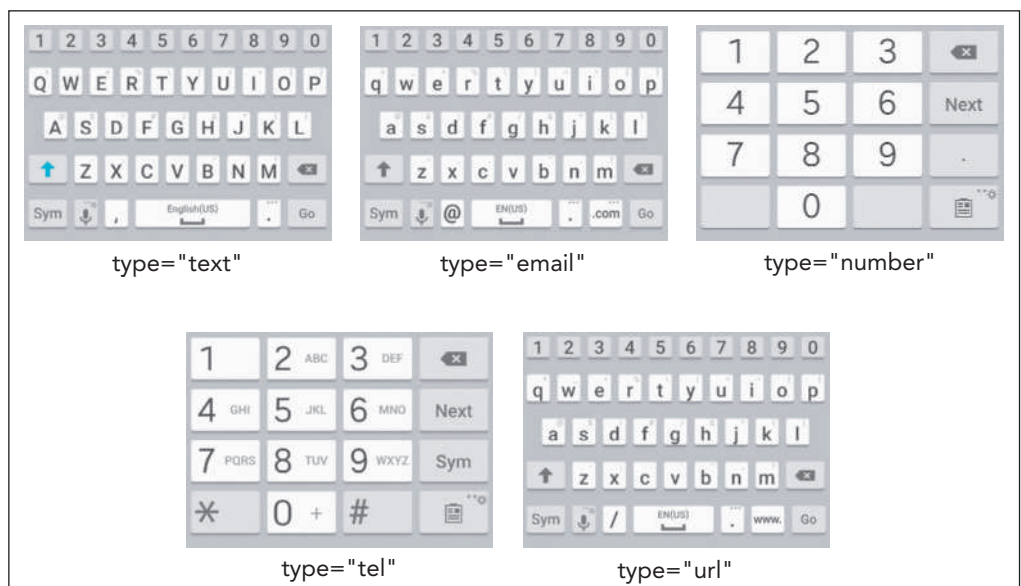 1 2 3 4 5 6 7 8 9 0
Q W E R T Y U I O P
A S D F G H J K L
Z X C V B N M
Sym , English(US) . Go
type="text"
1 2 3 4 5 6 7 8 9 0
q w e r t y u i o p
a s d f g h j k l
z x c v b n m
Sym @ EN(US) . .com Go
type="email"
1 2 3
4 5 6 Next
7 8 9 .
0
type="number"
1 2 ABC 3 DEF
4 GHI 5 JKL 6 MNO Next
7 PQRS 8 TUV 9 WXYZ Sym
* 0 + #
type="tel"
1 2 3 4 5 6 7 8 9 0
q w e r t y u i o p
a s d f g h j k l
z x c v b n m
Sym / EN(US) . www. Go
type="url"